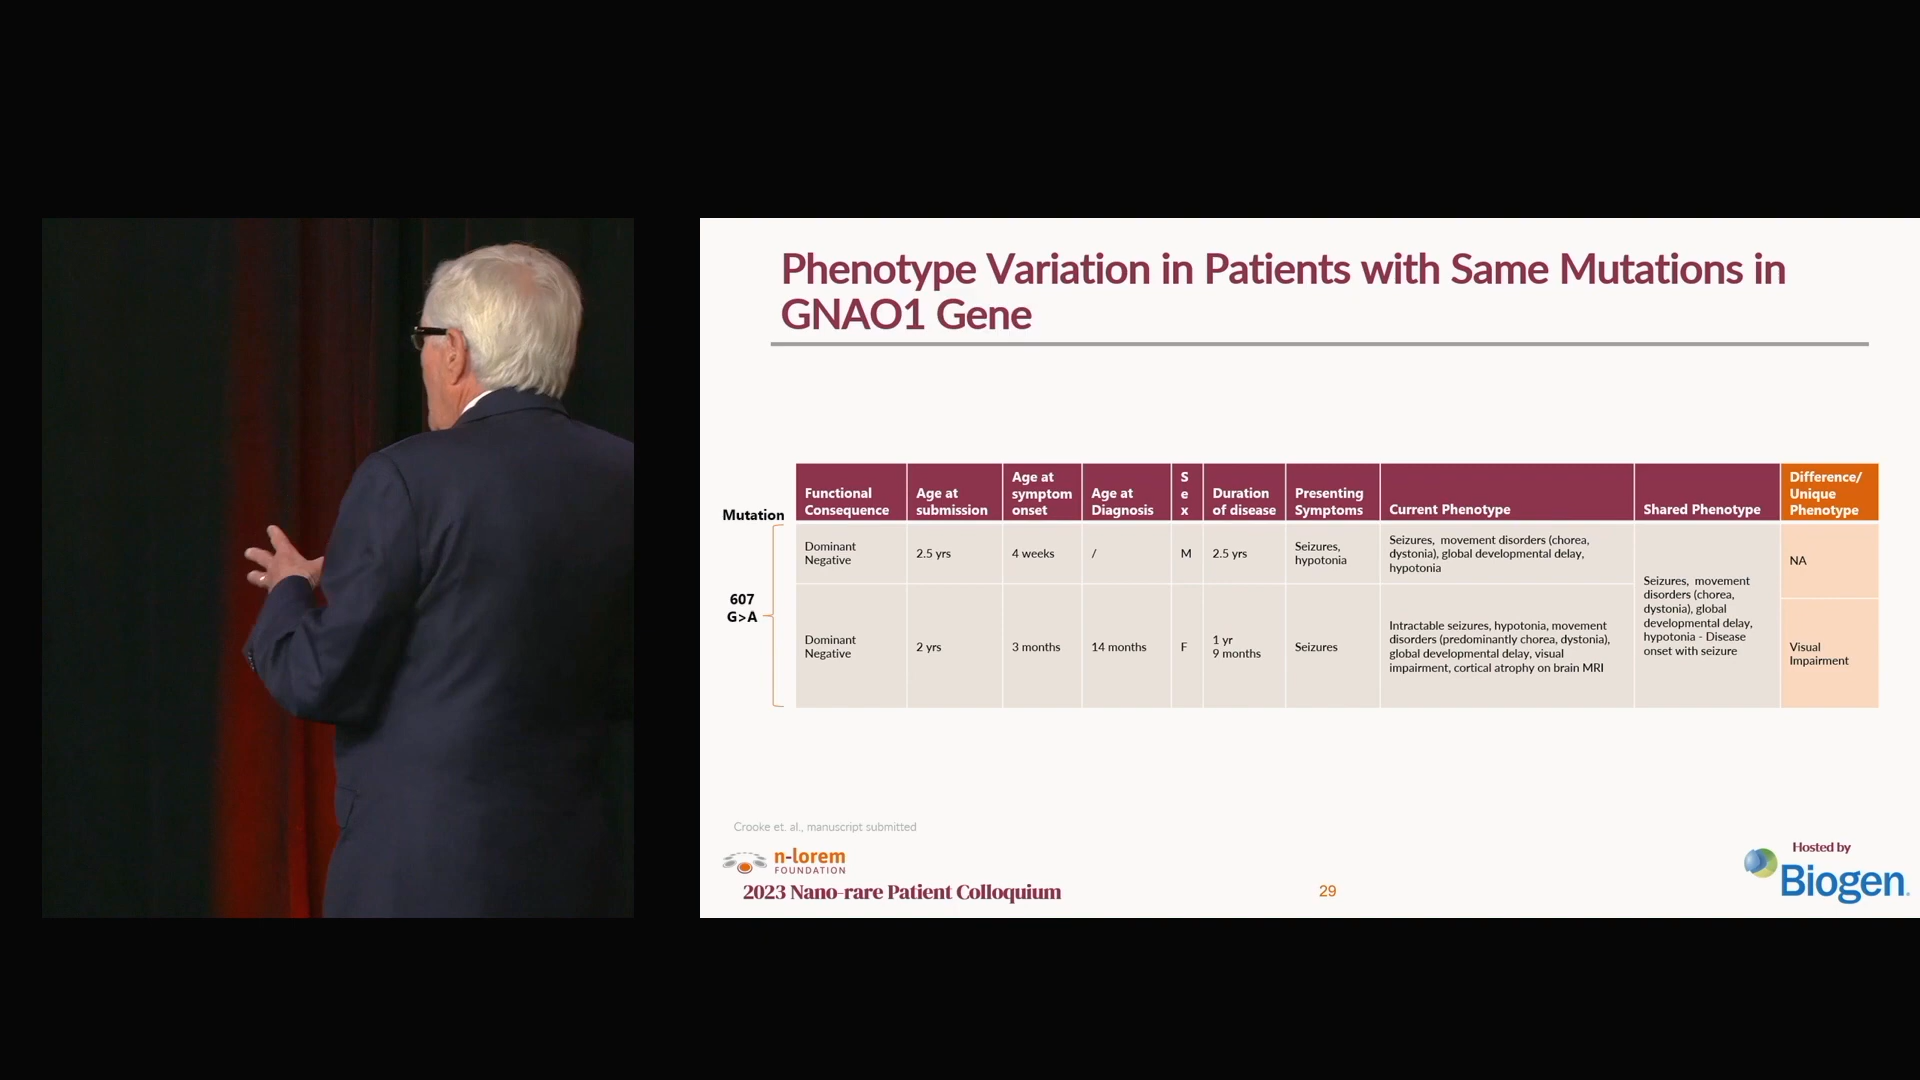 Phenotype Variation in Patients with Same Mutations in
GNAO1 Gene
Mutation
Functional
Consequence
Age at
submission
Age at
symptom
onset
Age at
Diagnosis
S
e
x
Duration
of disease
Presenting
Symptoms
Current Phenotype
Shared Phenotype
Difference/
Unique
Phenotype
607
G>A
Dominant
Negative
2.5 yrs
4 weeks
/
M
2.5 yrs
Seizures,
hypotonia
Seizures, movement disorders (chorea,
dystonia), global developmental delay,
hypotonia
Seizures, movement
disorders (chorea,
dystonia), global
developmental delay,
hypotonia - Disease
onset with seizure
NA
Dominant
Negative
2 yrs
3 months
14 months
F
1 yr
9 months
Seizures
Intractable seizures, hypotonia, movement
disorders (predominantly chorea, dystonia),
global developmental delay, visual
impairment, cortical atrophy on brain MRI
Visual
Impairment
Crooke et. al., manuscript submitted
n-lorem
FOUNDATION
2023 Nano-rare Patient Colloquium
29
Hosted by
Biogen.